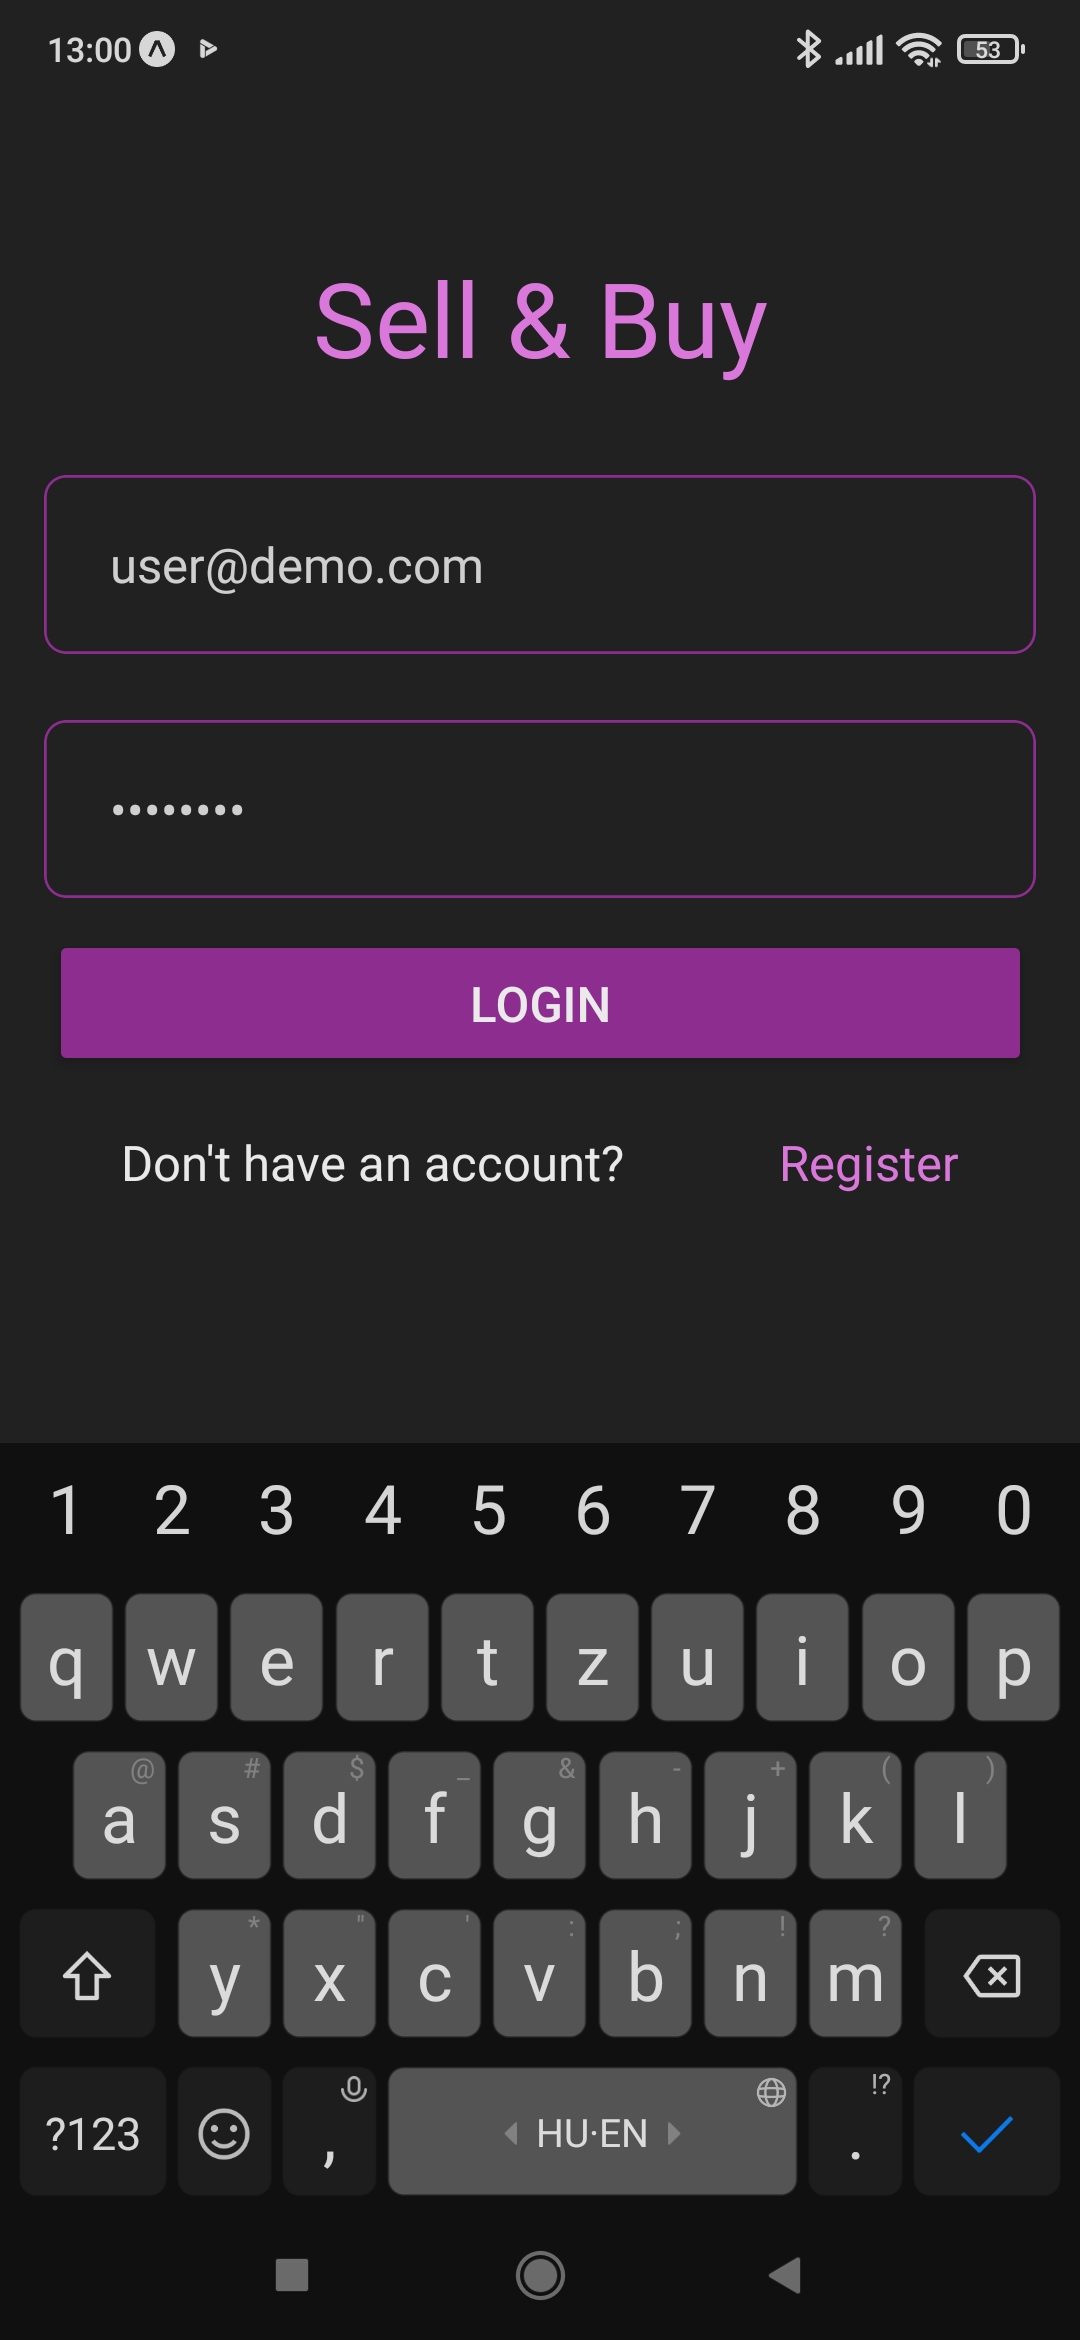 13:00 53
Sell & Buy
user@demo.com
••••••••
LOGIN
Don't have an account? Register
1 2 3 4 5 6 7 8 9 0
q w e r t z u i o p
@ # $ _ & - + ( )
a s d f g h j k l
* " ' : ; ! ?
y x c v b n m
!?
?123 , HU·EN .